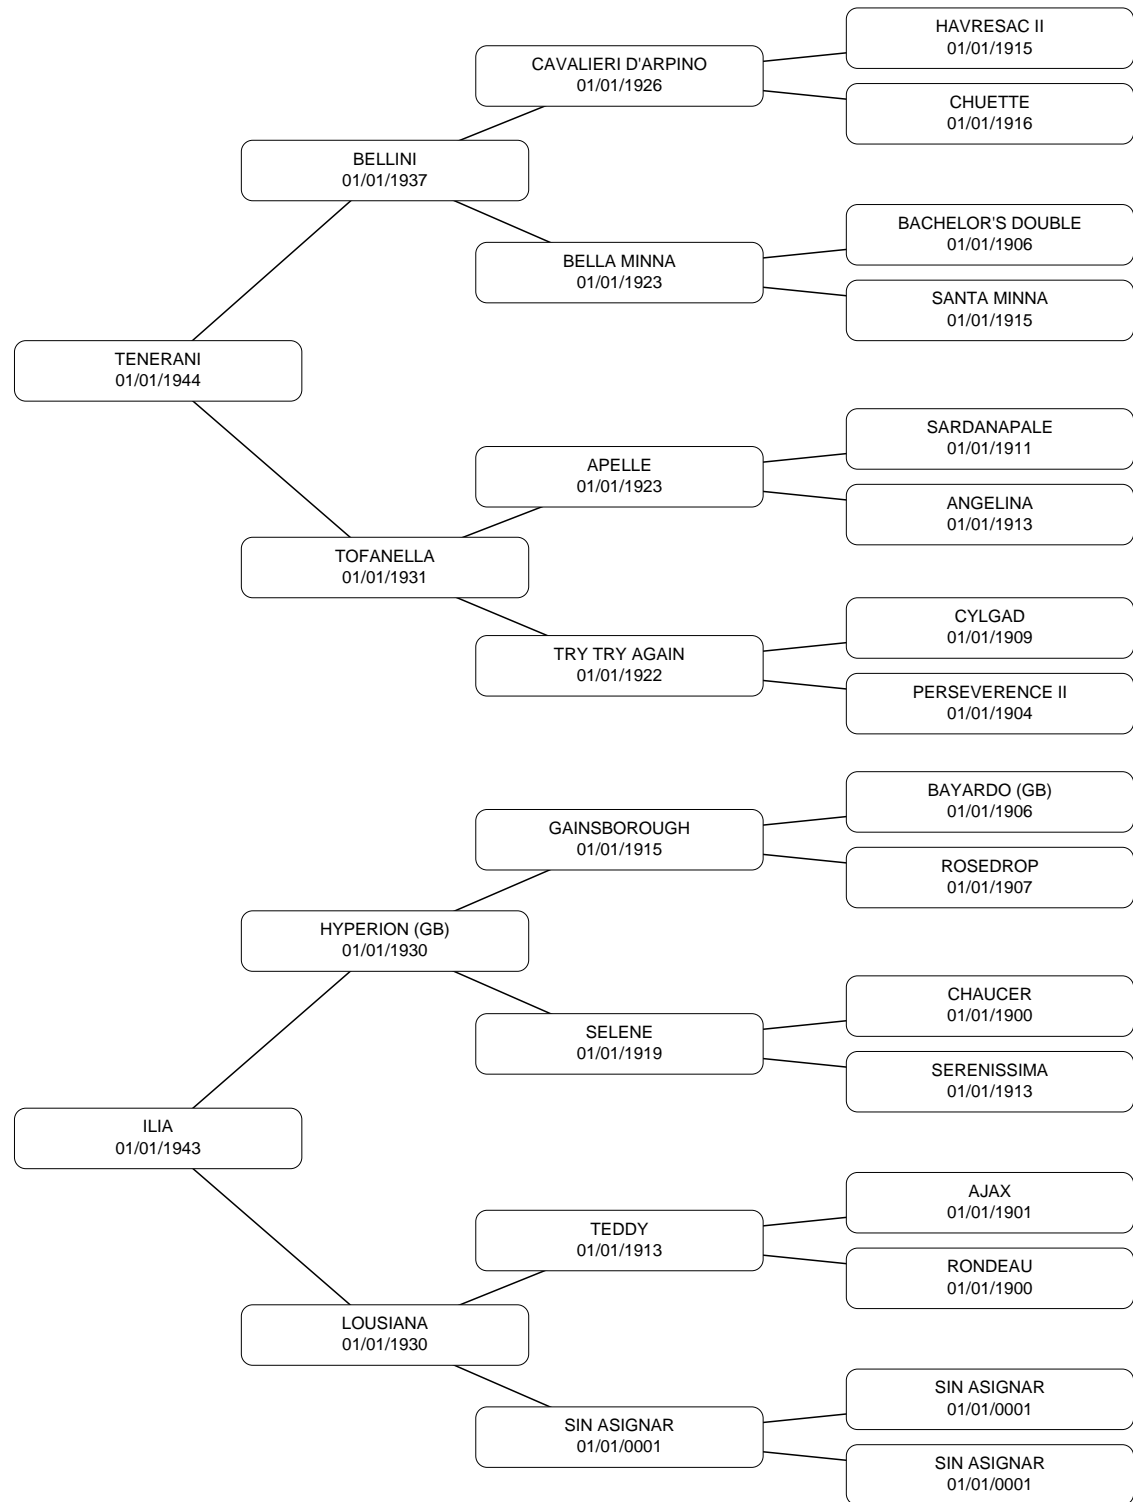 HAVRESAC II
01/01/1915
CAVALIERI D'ARPINO
01/01/1926
CHUETTE
01/01/1916
BELLINI
01/01/1937
BACHELOR'S DOUBLE
01/01/1906
BELLA MINNA
01/01/1923
SANTA MINNA
01/01/1915
TENERANI
01/01/1944
SARDANAPALE
01/01/1911
APELLE
01/01/1923
ANGELINA
01/01/1913
TOFANELLA
01/01/1931
CYLGAD
01/01/1909
TRY TRY AGAIN
01/01/1922
PERSEVERENCE II
01/01/1904
BAYARDO (GB)
01/01/1906
GAINSBOROUGH
01/01/1915
ROSEDROP
01/01/1907
HYPERION (GB)
01/01/1930
CHAUCER
01/01/1900
SELENE
01/01/1919
SERENISSIMA
01/01/1913
ILIA
01/01/1943
AJAX
01/01/1901
TEDDY
01/01/1913
RONDEAU
01/01/1900
LOUSIANA
01/01/1930
SIN ASIGNAR
01/01/0001
SIN ASIGNAR
01/01/0001
SIN ASIGNAR
01/01/0001